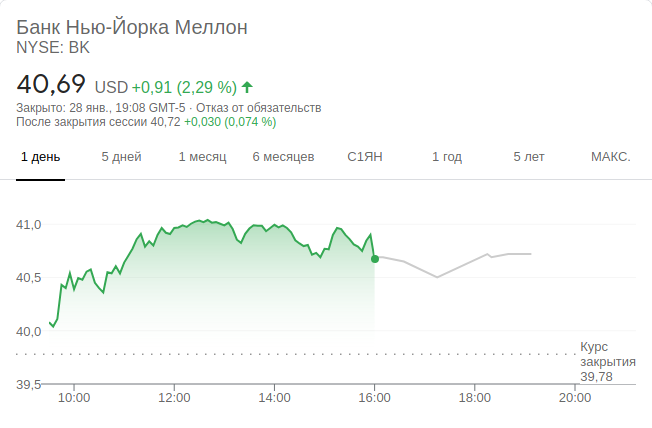 Банк Нью-Йорка Меллон
NYSE: BK
40,69 USD +0,91 (2,29 %)
Закрыто: 28 янв., 19:08 GMT-5 · Отказ от обязательств
После закрытия сессии 40,72 +0,030 (0,074 %)
1 день 5 дней 1 месяц 6 месяцев С1ЯН 1 год 5 лет МАКС.
41,0
40,5
40,0
Курс
закрытия
39,78
39,5
10:00 12:00 14:00 16:00 18:00 20:00